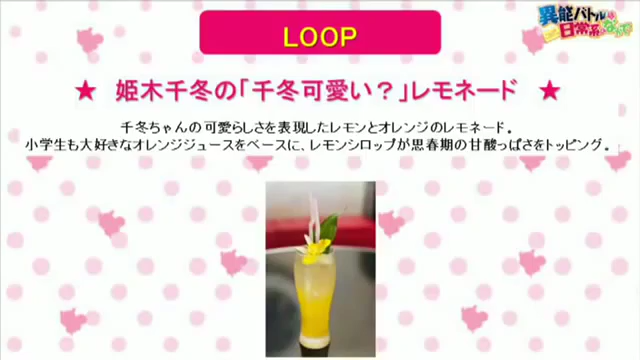 異能バトルは
日常系のなかで
LOOP
★ 姫木千冬の「千冬可愛い？」レモネード ★
千冬ちゃんの可愛らしさを表現したレモンとオレンジのレモネード。
小学生も大好きなオレンジジュースをベースに、レモンシロップが思春期の甘酸っぱさをトッピング。